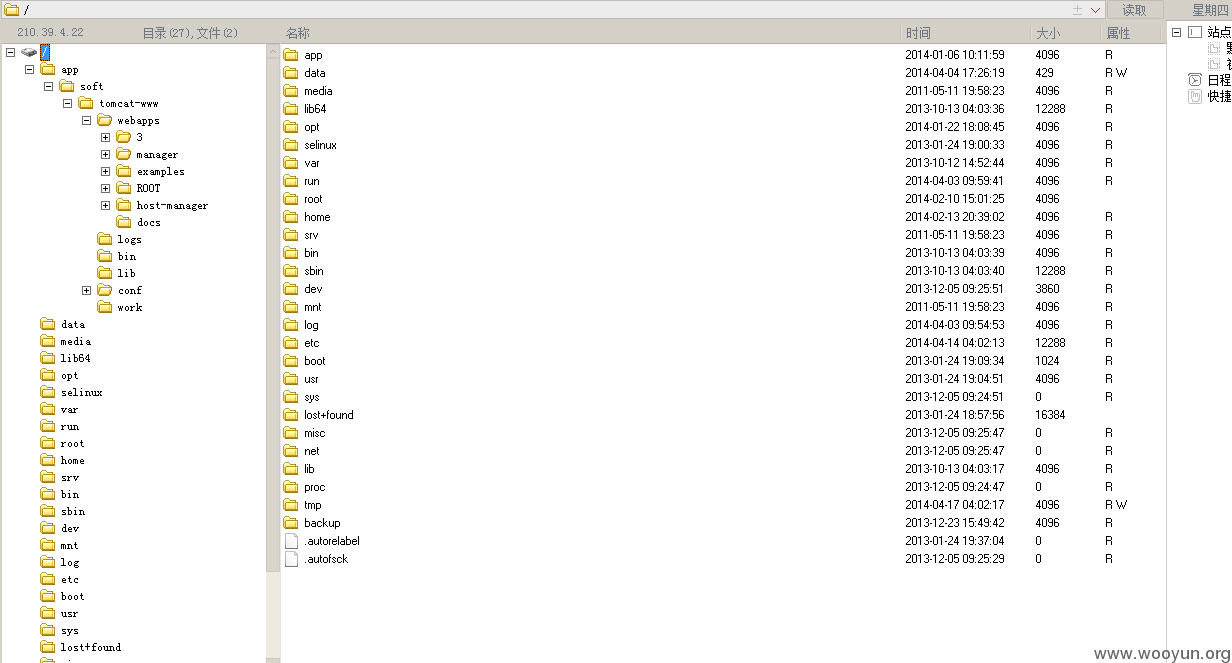 / 读取 星期四
210.39.4.22 目录(27),文件(2) 名称 时间 大小 属性
/
app
soft
tomcat-www
webapps
3
manager
examples
ROOT
host-manager
docs
logs
bin
lib
conf
work
data
media
lib64
opt
selinux
var
run
root
home
srv
bin
sbin
dev
mnt
log
etc
boot
usr
sys
lost+found
app 2014-01-06 10:11:59 4096 R
data 2014-04-04 17:26:19 429 R W
media 2011-05-11 19:58:23 4096 R
lib64 2013-10-13 04:03:36 12288 R
opt 2014-01-22 18:08:45 4096 R
selinux 2013-01-24 19:00:33 4096 R
var 2013-10-12 14:52:44 4096 R
run 2014-04-03 09:59:41 4096 R
root 2014-02-10 15:01:25 4096
home 2014-02-13 20:39:02 4096 R
srv 2011-05-11 19:58:23 4096 R
bin 2013-10-13 04:03:39 4096 R
sbin 2013-10-13 04:03:40 12288 R
dev 2013-12-05 09:25:51 3860 R
mnt 2011-05-11 19:58:23 4096 R
log 2014-04-03 09:54:53 4096 R
etc 2014-04-14 04:02:13 12288 R
boot 2013-01-24 19:09:34 1024 R
usr 2013-01-24 19:04:51 4096 R
sys 2013-12-05 09:24:51 0 R
lost+found 2013-01-24 18:57:56 16384
misc 2013-12-05 09:25:47 0 R
net 2013-12-05 09:25:47 0 R
lib 2013-10-13 04:03:17 4096 R
proc 2013-12-05 09:24:47 0 R
tmp 2014-04-17 04:02:17 4096 R W
backup 2013-12-23 15:49:42 4096 R
.autorelabel 2013-01-24 19:37:04 0 R
.autofsck 2013-12-05 09:25:29 0 R
站点
日程
快捷
www.wooyun.org